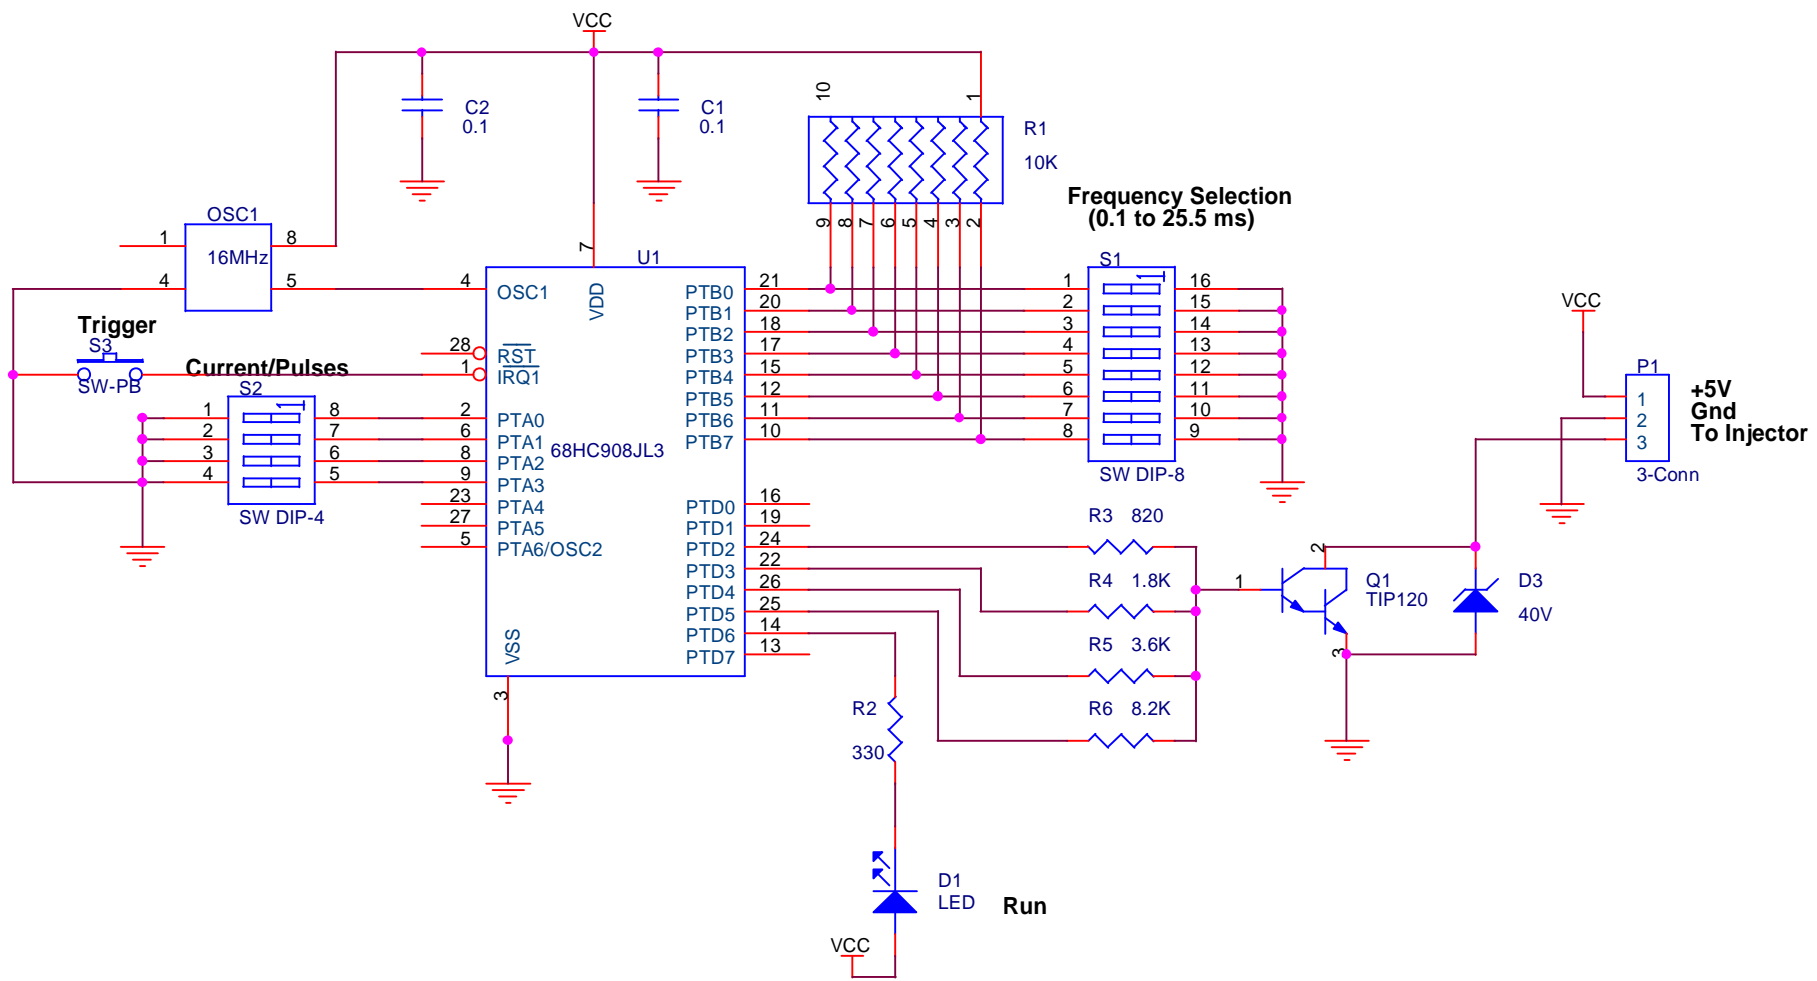 VCC
C2
0.1
C1
0.1
10
1
R1
10K
9
8
7
6
5
4
3
2
Frequency Selection
(0.1 to 25.5 ms)
OSC1
16MHz
1
8
4
5
Trigger
S3
SW-PB
Current/Pulses
S2
1
2
3
4
8
7
6
5
SW DIP-4
U1
68HC908JL3
7
VDD
4
OSC1
28
RST
1
IRQ1
2
PTA0
6
PTA1
8
PTA2
9
PTA3
23
PTA4
27
PTA5
5
PTA6/OSC2
VSS
3
PTB0
21
PTB1
20
PTB2
18
PTB3
17
PTB4
15
PTB5
12
PTB6
11
PTB7
10
PTD0
16
PTD1
19
PTD2
24
PTD3
22
PTD4
26
PTD5
25
PTD6
14
PTD7
13
S1
1
2
3
4
5
6
7
8
16
15
14
13
12
11
10
9
SW DIP-8
VCC
P1
1
2
3
3-Conn
+5V
Gnd
To Injector
R3 820
R4 1.8K
R5 3.6K
R6 8.2K
1
2
3
Q1
TIP120
D3
40V
R2
330
D1
LED
Run
VCC